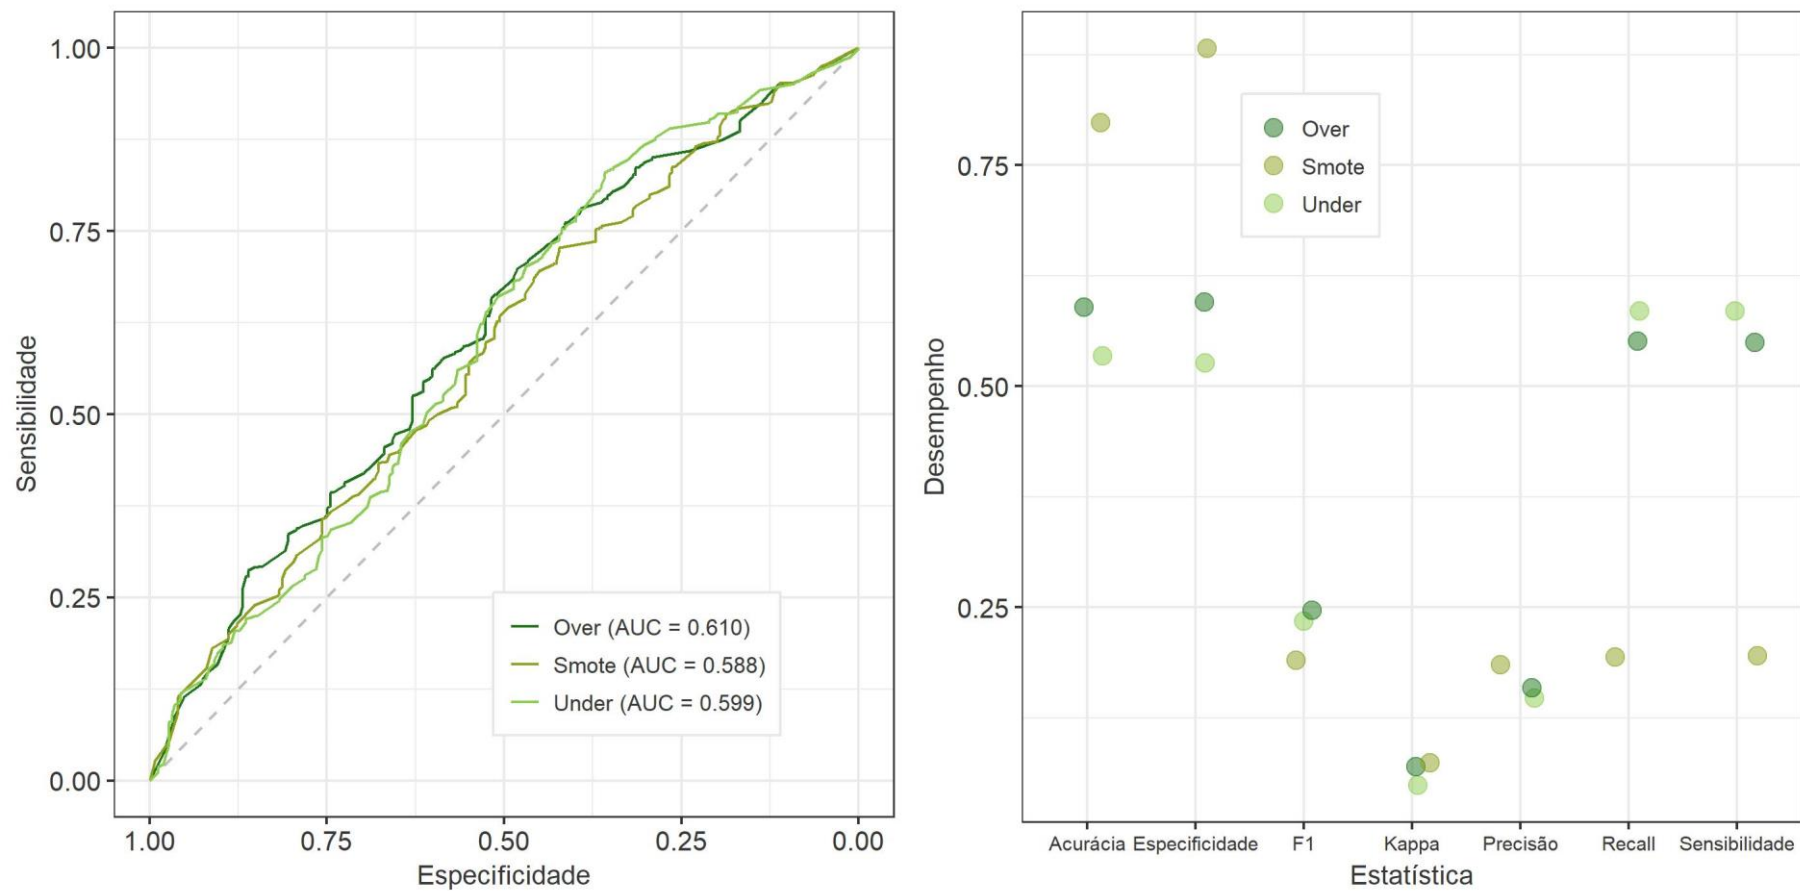 1.00
0.75
0.50
0.25
0.00
Sensibilidade
Over (AUC = 0.610)
Smote (AUC = 0.588)
Under (AUC = 0.599)
1.00 0.75 0.50 0.25 0.00
Especificidade
0.75
0.50
0.25
Desempenho
Over
Smote
Under
Acurácia Especificidade F1 Kappa Precisão Recall Sensibilidade
Estatística